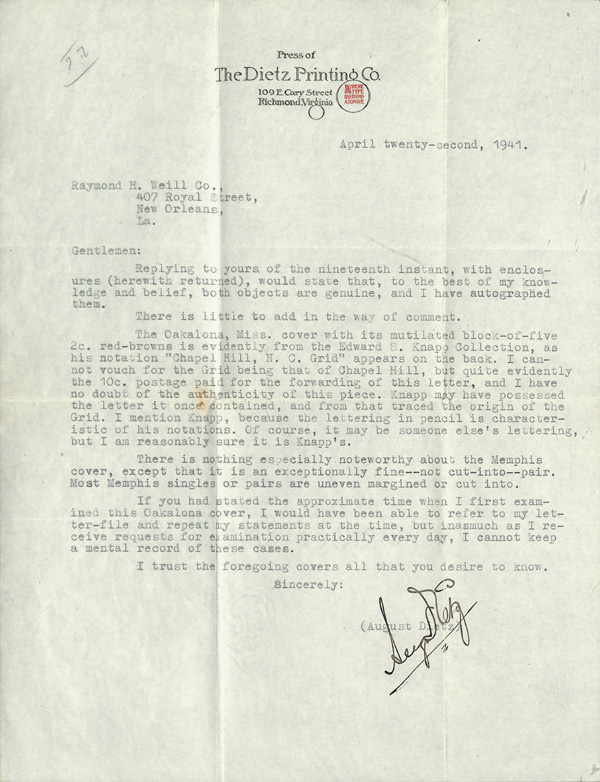 Press of
The Dietz Printing Co.
109 E. Cary Street
Richmond, Virginia
April twenty-second, 1941.
Raymond H. Weill Co.,
407 Royal Street,
New Orleans,
La.
Gentlemen:
Replying to yours of the nineteenth instant, with enclos-
ures (herewith returned), would state that, to the best of my know-
ledge and belief, both objects are genuine, and I have autographed
them.
There is little to add in the way of comment.
The Oakalona, Miss. cover with its mutilated block-of-five
2c. red-browns is evidently from the Edward S. Knapp Collection, as
his notation "Chapel Hill, N. C. Grid" appears on the back. I can-
not vouch for the Grid being that of Chapel Hill, but quite evidently
the 10c. postage paid for the forwarding of this letter, and I have
no doubt of the authenticity of this piece. Knapp may have possessed
the letter it once contained, and from that traced the origin of the
Grid. I mention Knapp, because the lettering in pencil is character-
istic of his notations. Of course, it may be someone else's lettering,
but I am reasonably sure it is Knapp's.
There is nothing especially noteworthy about the Memphis
cover, except that it is an exceptionally fine--not cut-into--pair.
Most Memphis singles or pairs are uneven margined or cut into.
If you had stated the approximate time when I first exam-
ined this Oakalona cover, I would have been able to refer to my let-
ter-file and repeat my statements at the time, but inasmuch as I re-
ceive requests for examination practically every day, I cannot keep
a mental record of these cases.
I trust the foregoing covers all that you desire to know.
Sincerely:
(August Dietz)